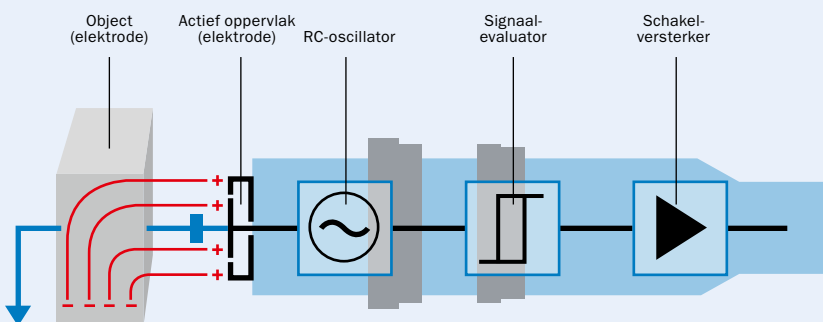 Object
(elektrode)
Actief oppervlak
(elektrode)
RC-oscillator
Signaal-
evaluator
Schakel-
versterker
+
+
+
+
– – – –